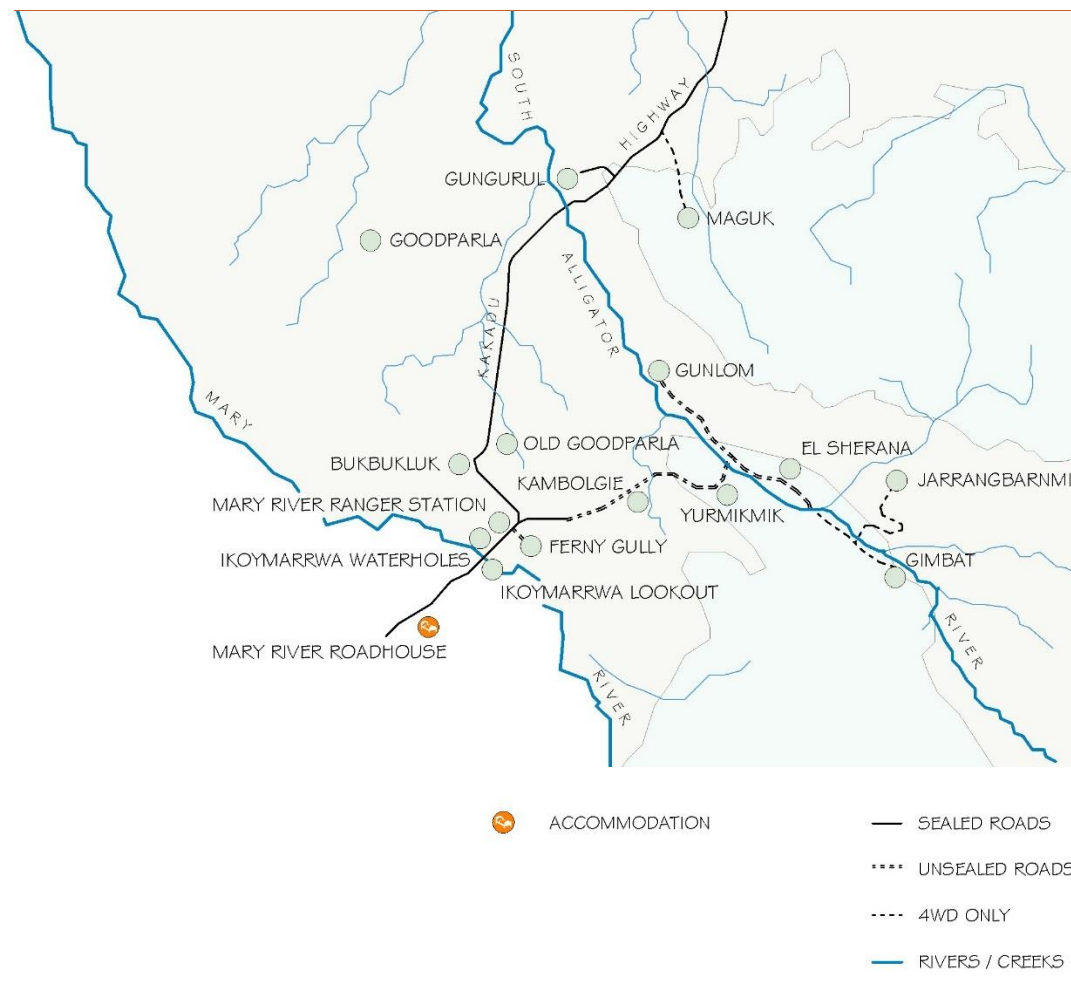 SOUTH
HIGHWAY
GUNGURUL
MAGUK
GOODPARLA
ALLIGATOR
KAKADU
GUNLOM
MARY
OLD GOODPARLA
EL SHERANA
BUKBUKLUK
KAMBOLGIE
JARRANGBARNMI
MARY RIVER RANGER STATION
YURMIKMIK
IKOYMARRWA WATERHOLES
FERNY GULLY
GIMBAT
IKOYMARRWA LOOKOUT
RIVER
MARY RIVER ROADHOUSE
RIVER
ACCOMMODATION
SEALED ROADS
UNSEALED ROADS
4WD ONLY
RIVERS / CREEKS